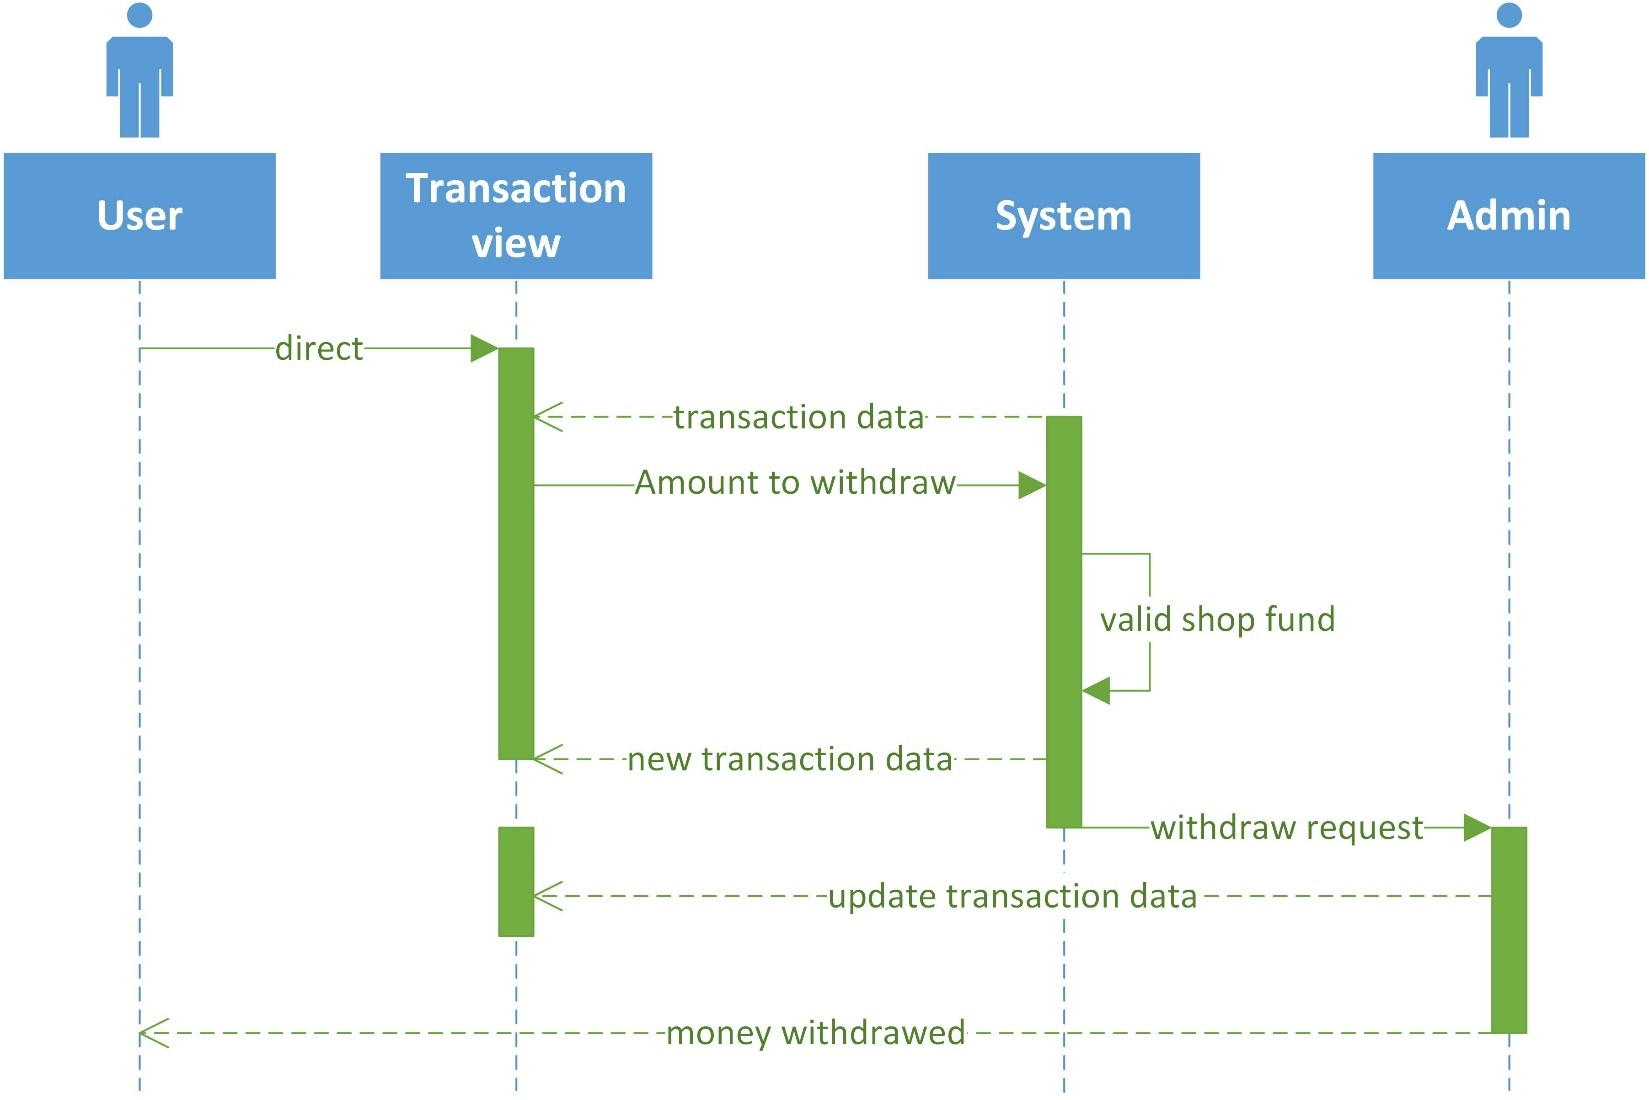 User
Transaction
view
System
Admin
direct
transaction data
Amount to withdraw
valid shop fund
new transaction data
withdraw request
update transaction data
money withdrawed